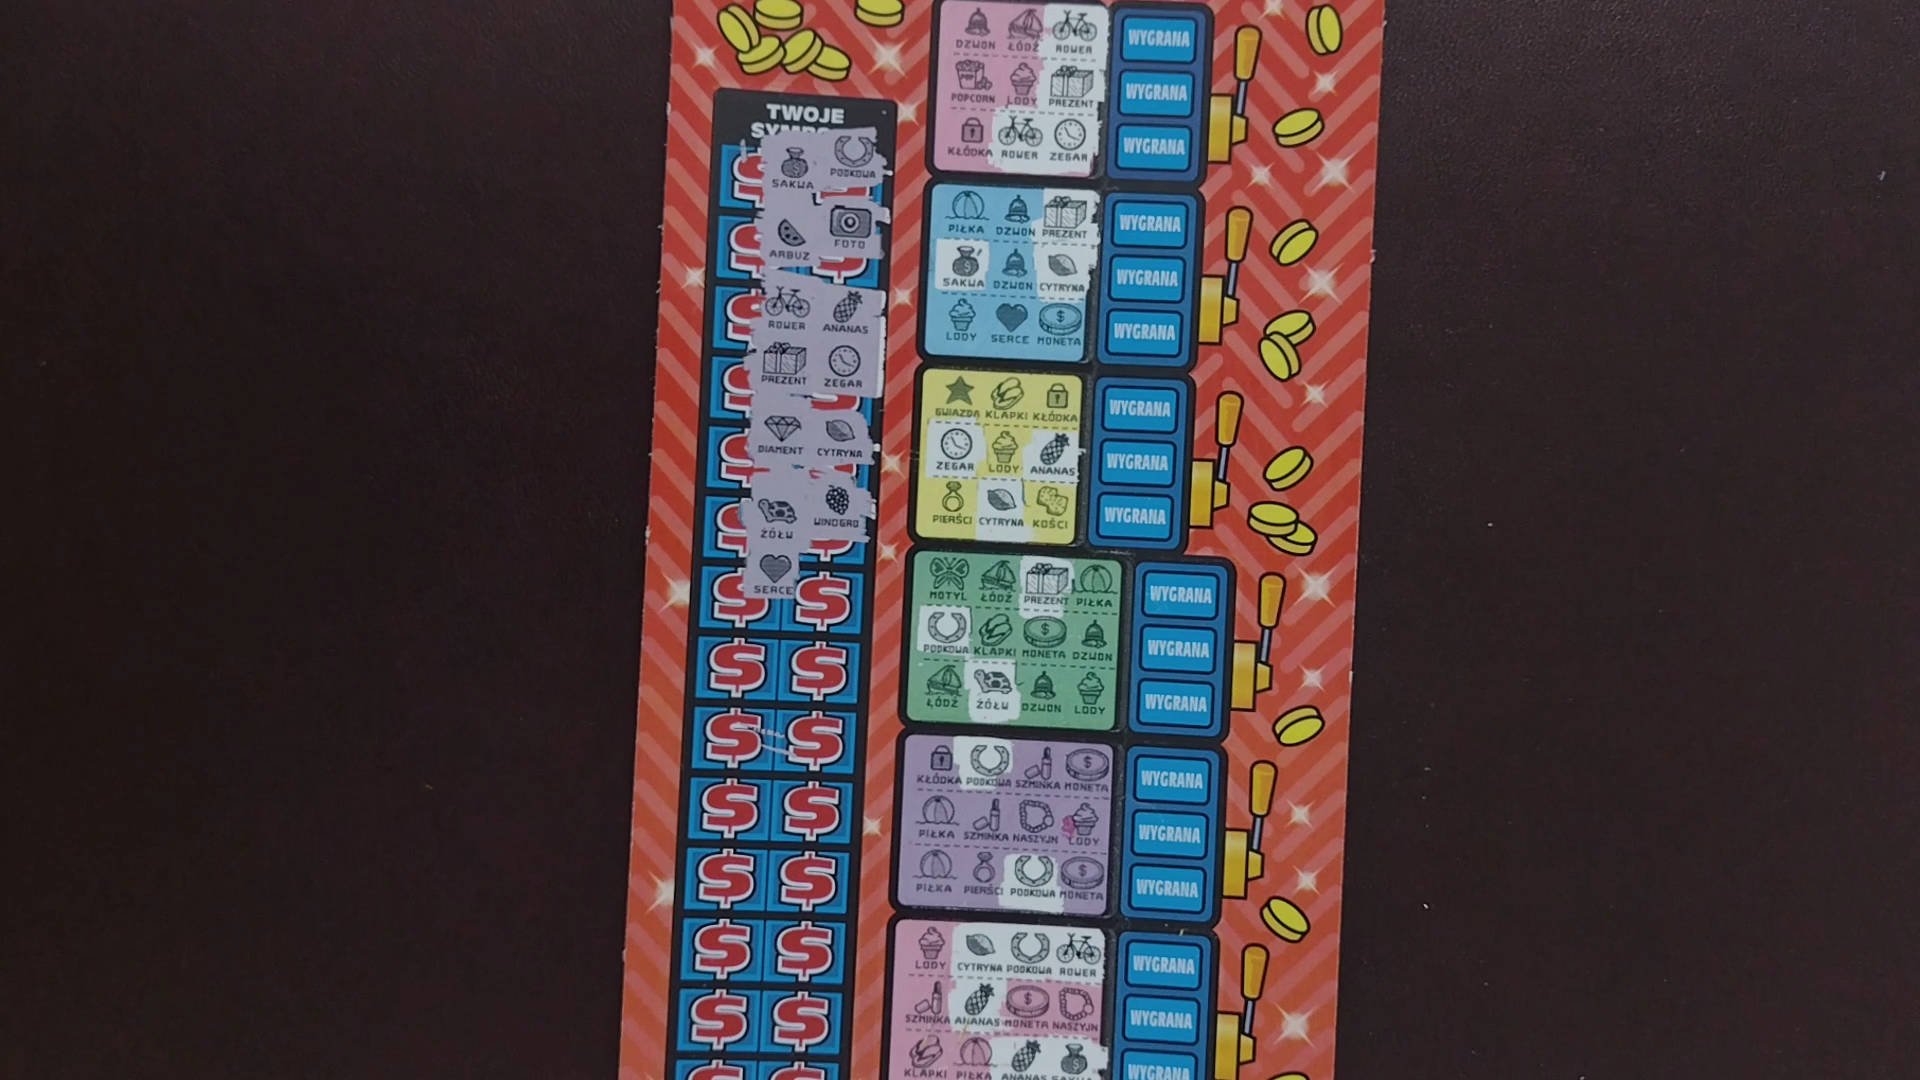 TWOJE
SAKWA PODKOWA
ARBUZ FOTO
ROWER ANANAS
PREZENT ZEGAR
DIAMENT CYTRYNA
ŻÓŁW WINOGRO
SERCE
$ $
$ $
$ $
$ $
$ $
$ $
DZWON ŁÓDŹ ROWER
POPCORN LODY PREZENT
KŁÓDKA ROWER ZEGAR
WYGRANA
WYGRANA
WYGRANA
PIŁKA DZWON PREZENT
SAKWA DZWON CYTRYNA
LODY SERCE MONETA
WYGRANA
WYGRANA
WYGRANA
GWIAZDA KLAPKI KŁÓDKA
ZEGAR LODY ANANAS
PIERŚCI CYTRYNA KOŚCI
WYGRANA
WYGRANA
WYGRANA
MOTYL ŁÓDŹ PREZENT PIŁKA
PODKOWA KLAPKI MONETA DZWON
ŁÓDŹ ŻÓŁW DZWON LODY
WYGRANA
WYGRANA
WYGRANA
KŁÓDKA PODKOWA SZMINKA MONETA
PIŁKA SZMINKA NASZYJN LODY
PIŁKA PIERŚCI PODKOWA MONETA
WYGRANA
WYGRANA
WYGRANA
LODY CYTRYNA PODKOWA ROWER
SZMINKA ANANAS MONETA NASZYJN
KLAPKI PIŁKA ANANAS SAKWA
WYGRANA
WYGRANA
WYGRANA